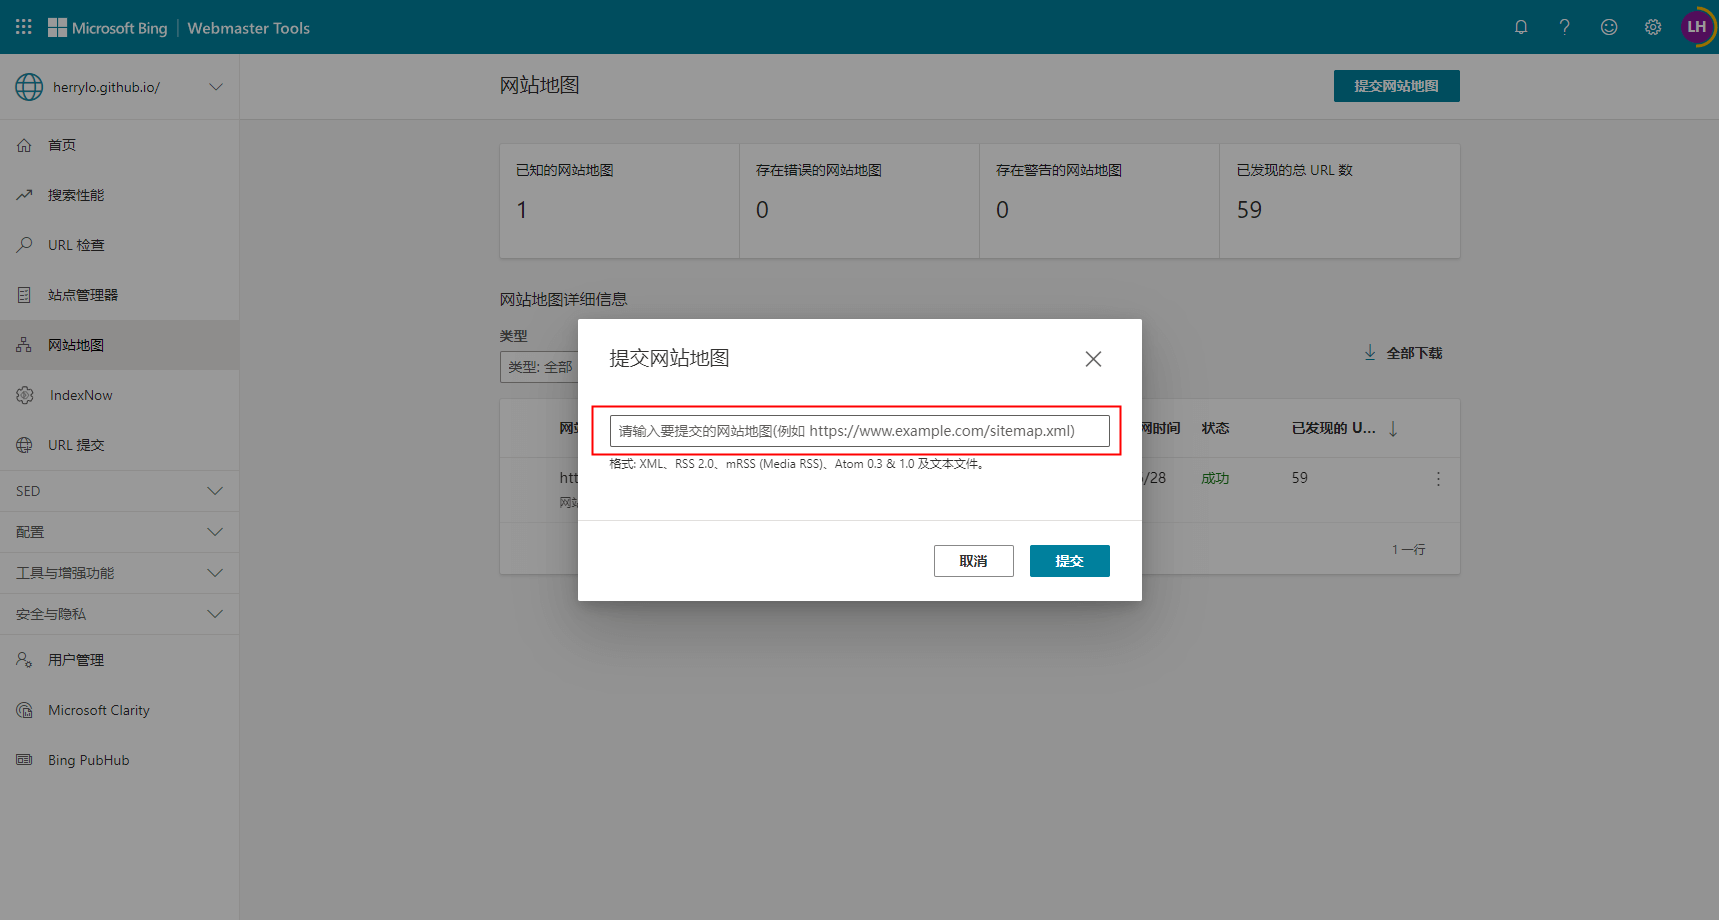 Microsoft Bing | Webmaster Tools
LH
herrylo.github.io/
首页
搜索性能
URL 检查
站点管理器
网站地图
IndexNow
URL 提交
SEO
配置
工具与增强功能
安全与隐私
用户管理
Microsoft Clarity
Bing PubHub
网站地图
提交网站地图
已知的网站地图
1
存在错误的网站地图
0
存在警告的网站地图
0
已发现的总 URL 数
59
网站地图详细信息
类型
类型: 全部
全部下载
状态
已发现的 U...
/28
成功
59
1 一行
提交网站地图
请输入要提交的网站地图(例如 https://www.example.com/sitemap.xml)
格式: XML、RSS 2.0、mRSS (Media RSS)、Atom 0.3 & 1.0 及文本文件。
取消
提交